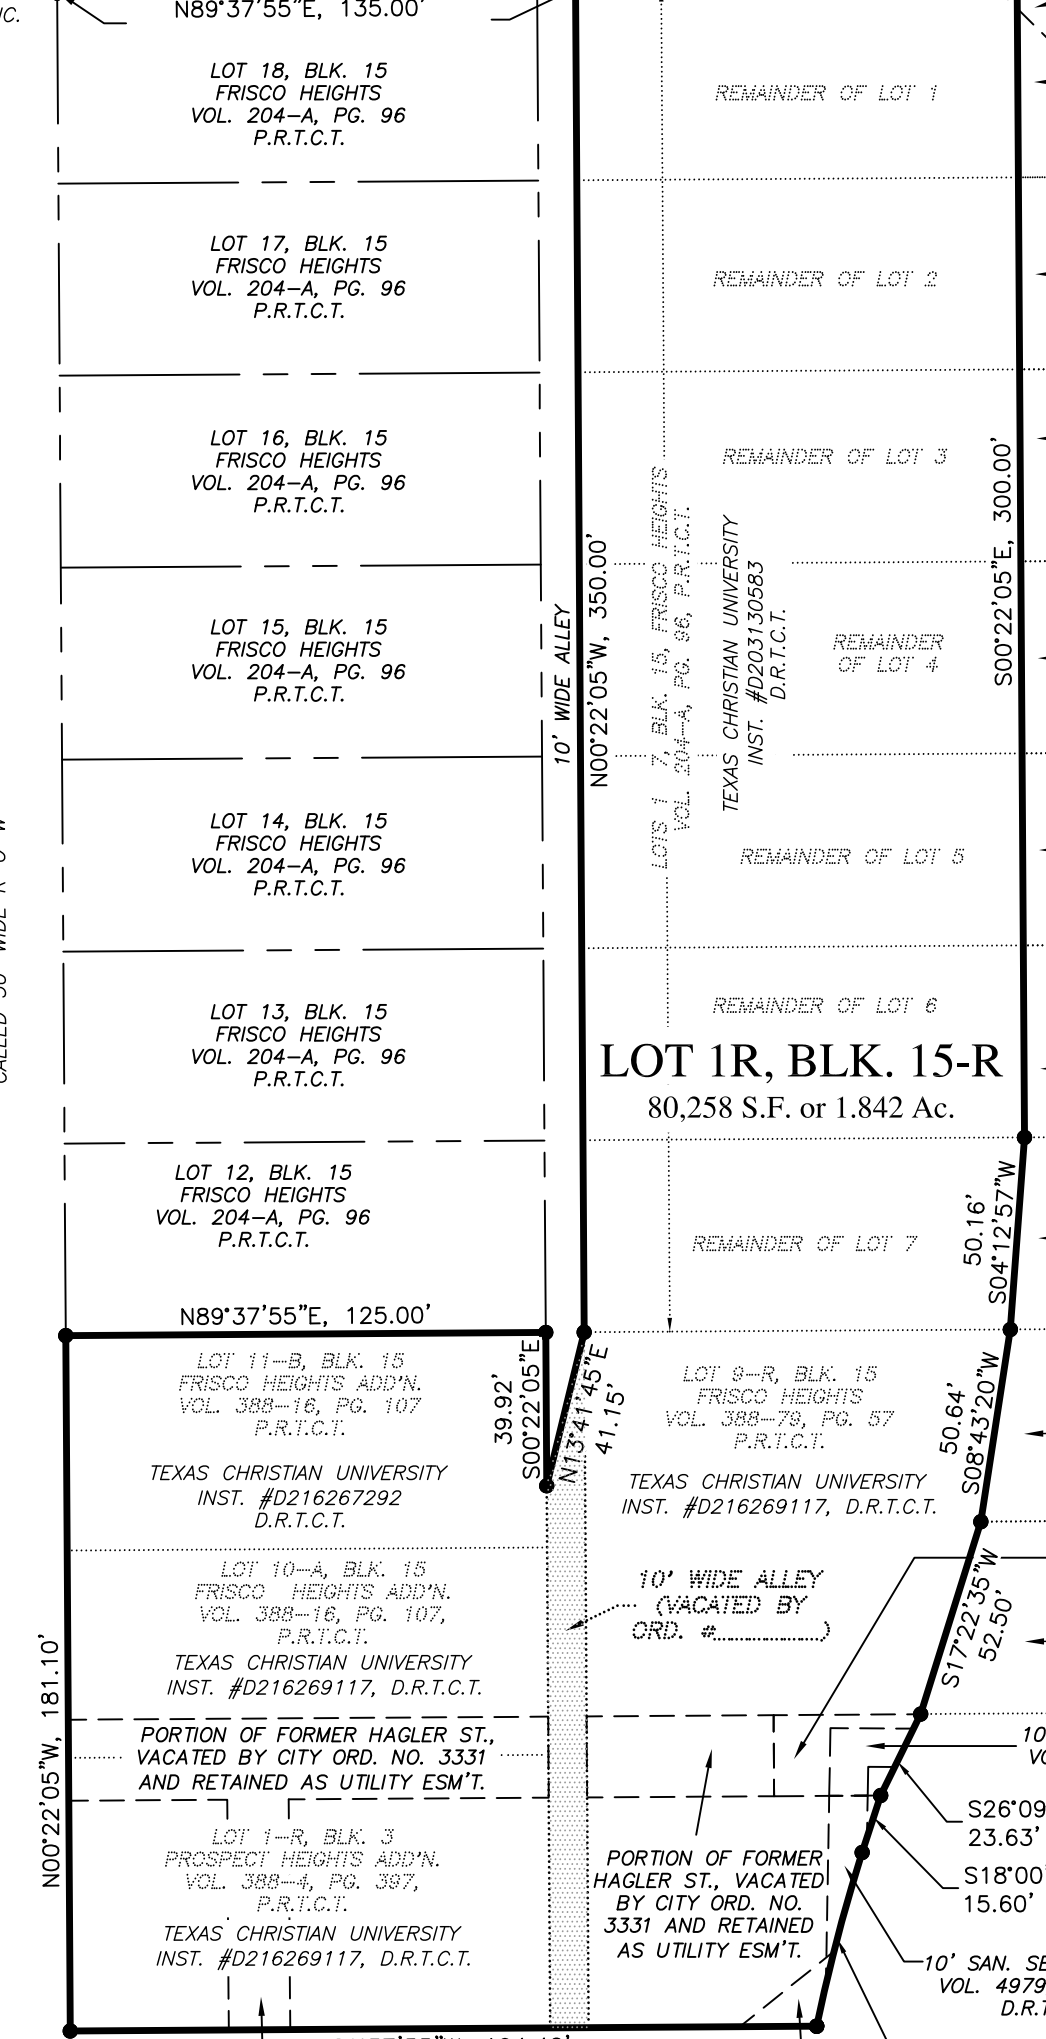 N89°37'55"E, 135.00'
LOT 18, BLK. 15
FRISCO HEIGHTS
VOL. 204-A, PG. 96
P.R.T.C.T.
LOT 17, BLK. 15
FRISCO HEIGHTS
VOL. 204-A, PG. 96
P.R.T.C.T.
LOT 16, BLK. 15
FRISCO HEIGHTS
VOL. 204-A, PG. 96
P.R.T.C.T.
LOT 15, BLK. 15
FRISCO HEIGHTS
VOL. 204-A, PG. 96
P.R.T.C.T.
LOT 14, BLK. 15
FRISCO HEIGHTS
VOL. 204-A, PG. 96
P.R.T.C.T.
LOT 13, BLK. 15
FRISCO HEIGHTS
VOL. 204-A, PG. 96
P.R.T.C.T.
LOT 12, BLK. 15
FRISCO HEIGHTS
VOL. 204-A, PG. 96
P.R.T.C.T.
10' WIDE ALLEY
N00°22'05"W, 350.00'
REMAINDER OF LOT 1
REMAINDER OF LOT 2
REMAINDER OF LOT 3
REMAINDER
OF LOT 4
REMAINDER OF LOT 5
REMAINDER OF LOT 6
LOTS 1 7, BLK. 15, FRISCO HEIGHTS
VOL. 204-A, PG. 96, P.R.T.C.T.
TEXAS CHRISTIAN UNIVERSITY
INST. #D203130583
D.R.T.C.T.
S00°22'05"E, 300.00'
LOT 1R, BLK. 15-R
80,258 S.F. or 1.842 Ac.
REMAINDER OF LOT 7
50.16'
S04°12'57"W
N89°37'55"E, 125.00'
LOT 11-B, BLK. 15
FRISCO HEIGHTS ADD'N.
VOL. 388-16, PG. 107
P.R.T.C.T.
TEXAS CHRISTIAN UNIVERSITY
INST. #D216267292
D.R.T.C.T.
39.92'
S00°22'05"E
N13°41'45"E
41.15'
LOT 9-R, BLK. 15
FRISCO HEIGHTS
VOL. 388-79, PG. 57
P.R.T.C.T.
TEXAS CHRISTIAN UNIVERSITY
INST. #D216269117, D.R.T.C.T.
50.64'
S08°43'20"W
LOT 10-A, BLK. 15
FRISCO HEIGHTS ADD'N.
VOL. 388-16, PG. 107,
P.R.T.C.T.
TEXAS CHRISTIAN UNIVERSITY
INST. #D216269117, D.R.T.C.T.
10' WIDE ALLEY
(VACATED BY
ORD. #__________)
S17°22'35"W
52.50'
N00°22'05"W, 181.10'
PORTION OF FORMER HAGLER ST.,
VACATED BY CITY ORD. NO. 3331
AND RETAINED AS UTILITY ESM'T.
LOT 1-R, BLK. 3
PROSPECT HEIGHTS ADD'N.
VOL. 388-4, PG. 397,
P.R.T.C.T.
TEXAS CHRISTIAN UNIVERSITY
INST. #D216269117, D.R.T.C.T.
PORTION OF FORMER
HAGLER ST., VACATED
BY CITY ORD. NO.
3331 AND RETAINED
AS UTILITY ESM'T.
10
S26°09
23.63'
S18°00
15.60'
10' SAN. SE
VOL. 4979
D.R.T